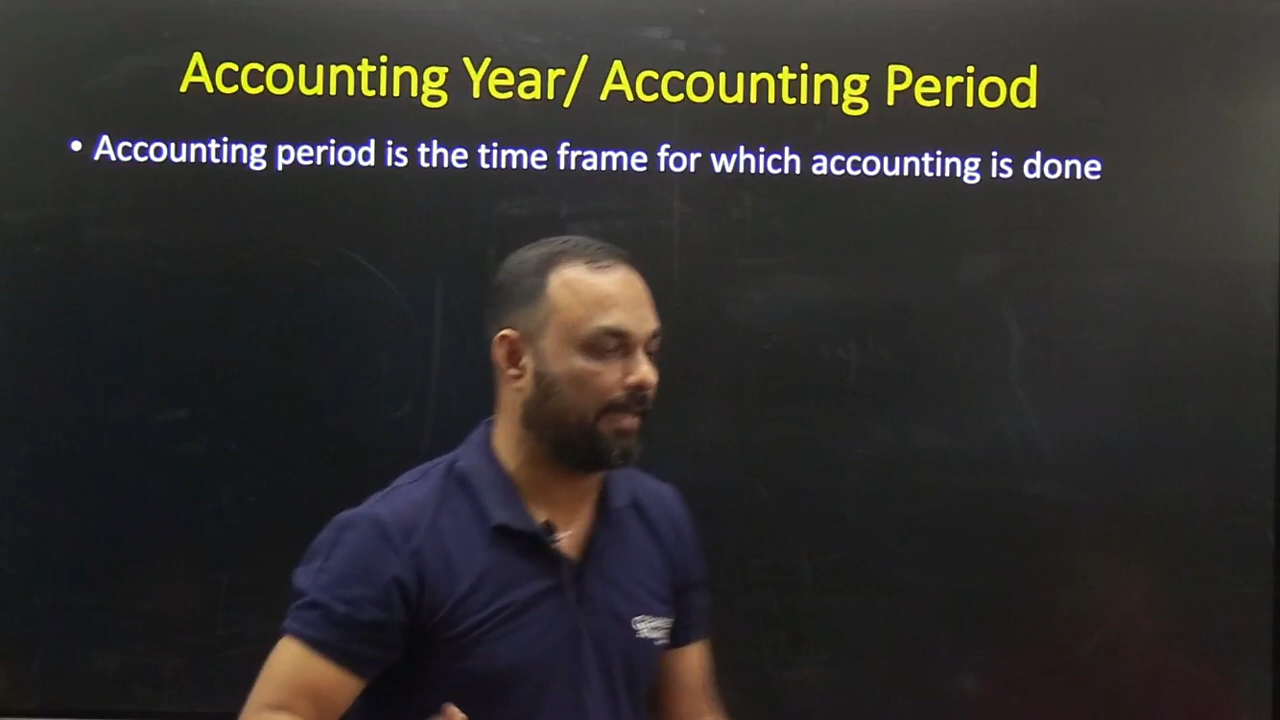 Accounting Year/ Accounting Period
• Accounting period is the time frame for which accounting is done